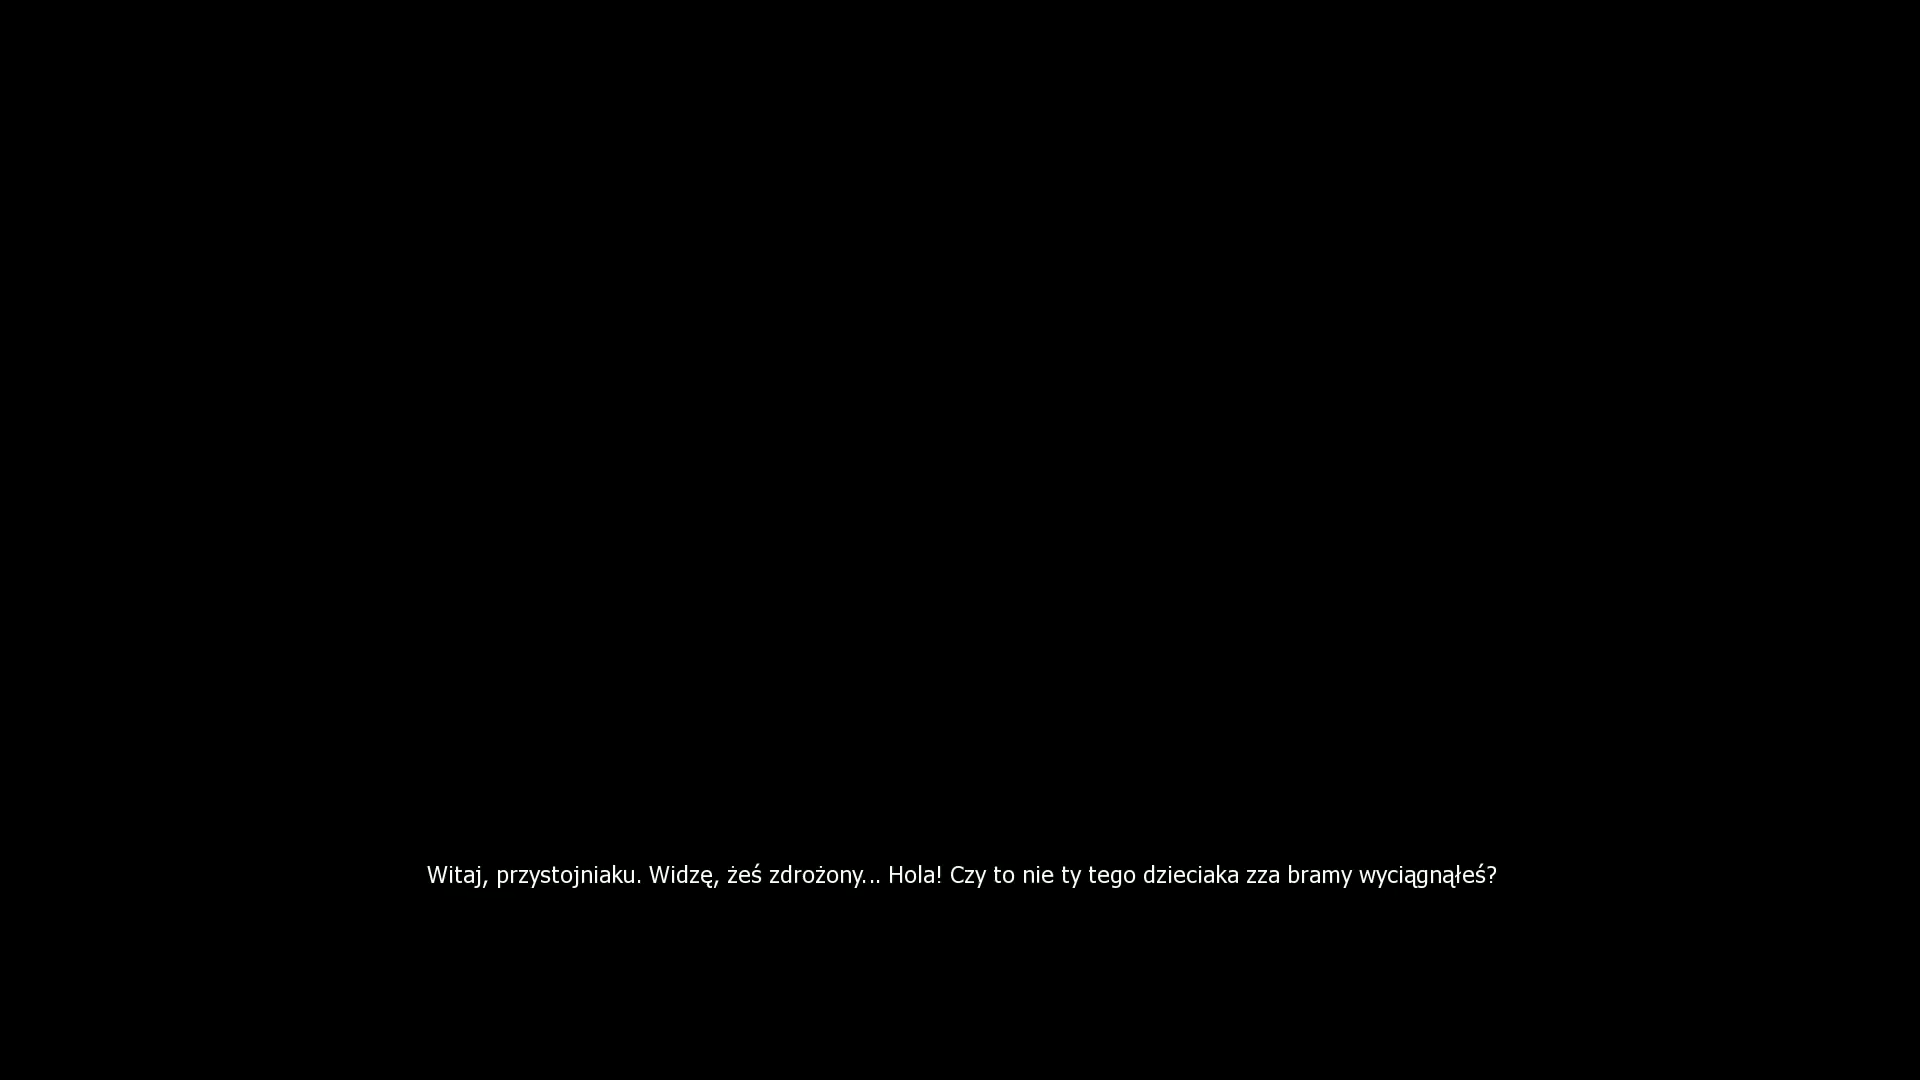 Witaj, przystojniaku. Widzę, żeś zdrożony... Hola! Czy to nie ty tego dzieciaka zza bramy wyciągnąłeś?